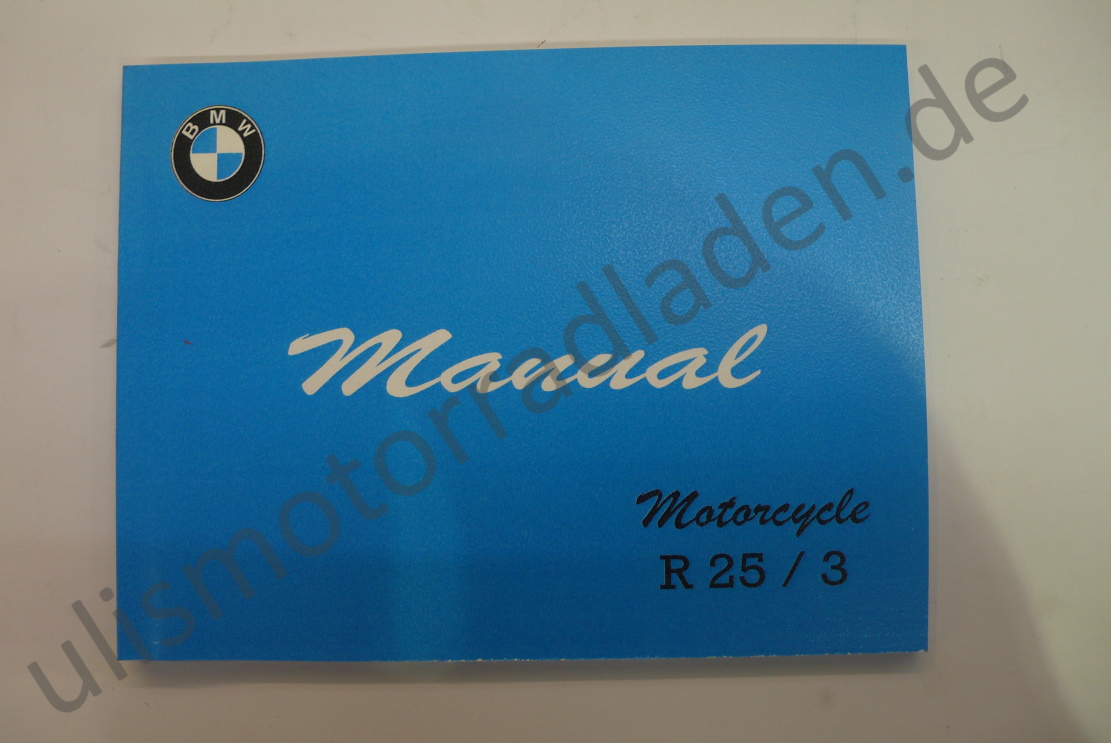 BMW
Manual
Motorcycle
R 25 / 3
ulismotorradladen.de